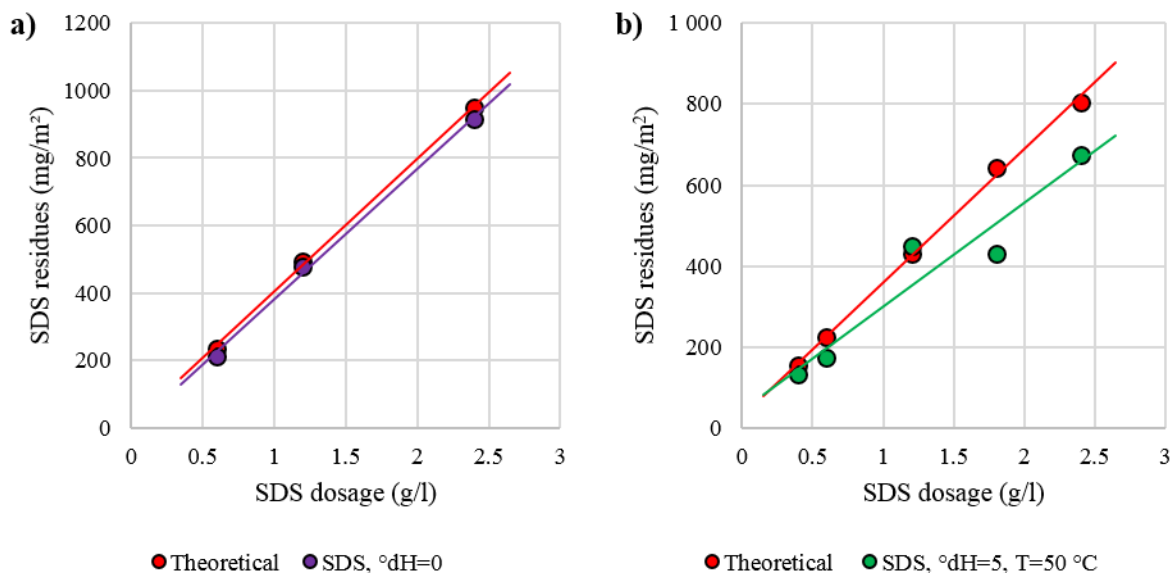 a)
SDS residues (mg/m²)
1200
1000
800
600
400
200
0
0 0.5 1 1.5 2 2.5 3
SDS dosage (g/l)
Theoretical SDS, °dH=0
b)
SDS residues (mg/m²)
1 000
800
600
400
200
0
0 0.5 1 1.5 2 2.5 3
SDS dosage (g/l)
Theoretical SDS, °dH=5, T=50 °C